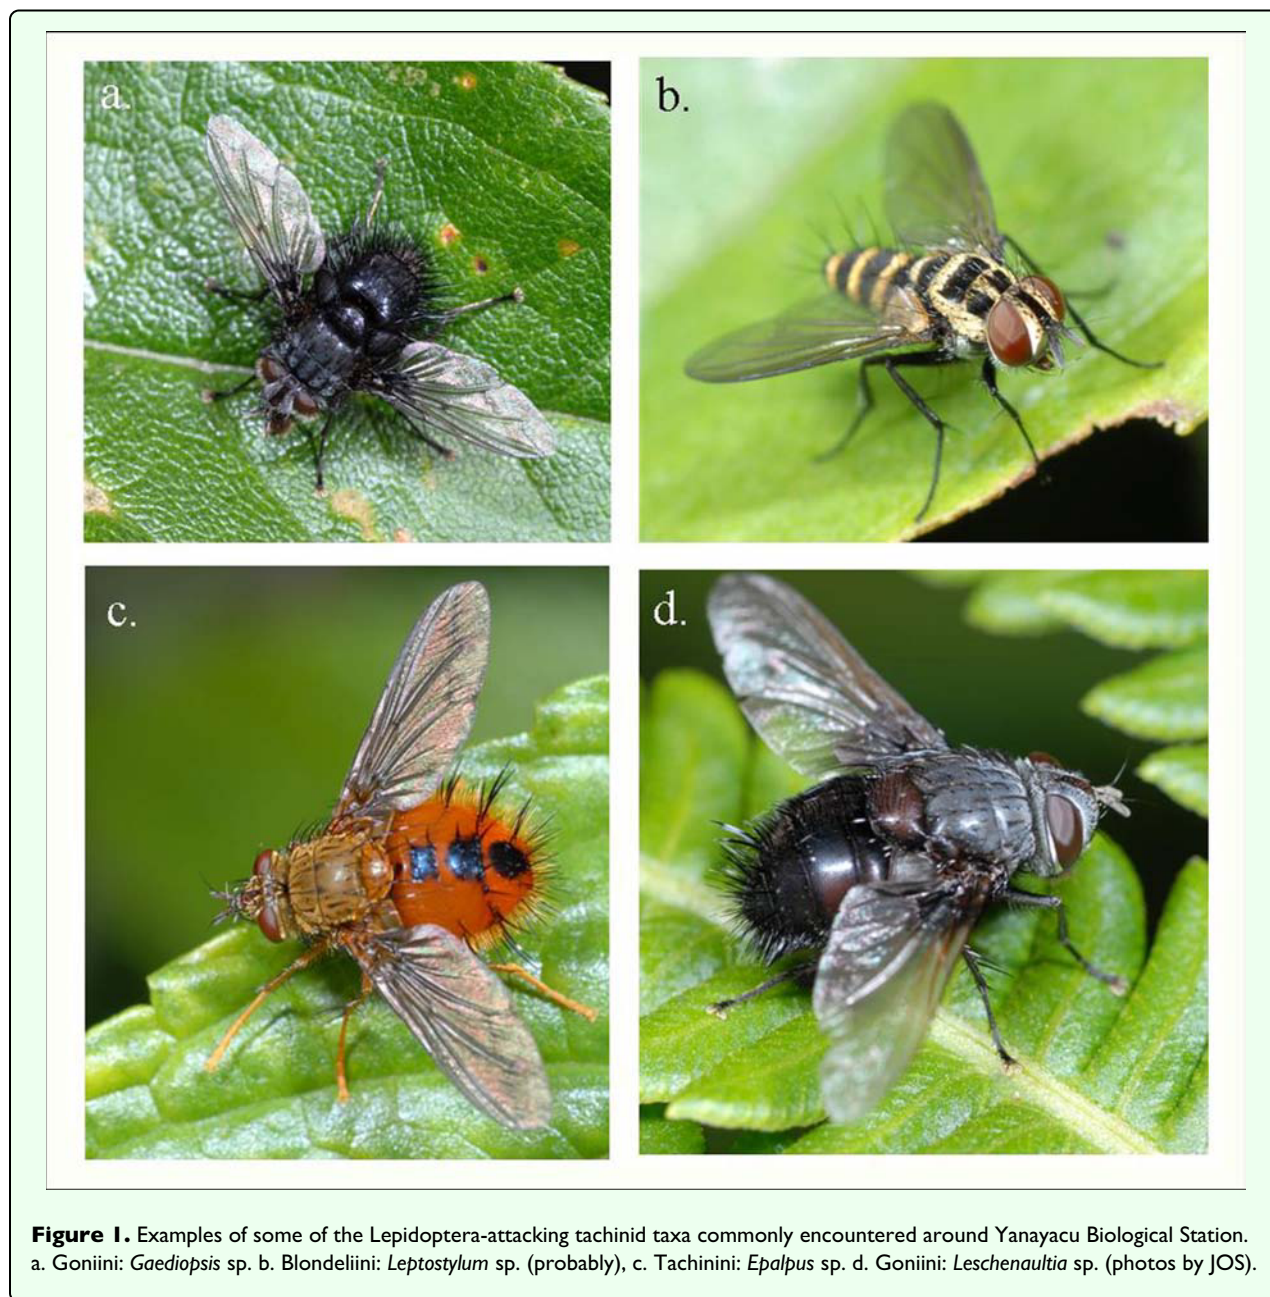 a.
b.
c.
d.
Figure 1. Examples of some of the Lepidoptera-attacking tachinid taxa commonly encountered around Yanayacu Biological Station.
a. Goniini: Gaediopsis sp. b. Blondeliini: Leptostylum sp. (probably), c. Tachinini: Epalpus sp. d. Goniini: Leschenaultia sp. (photos by JOS).